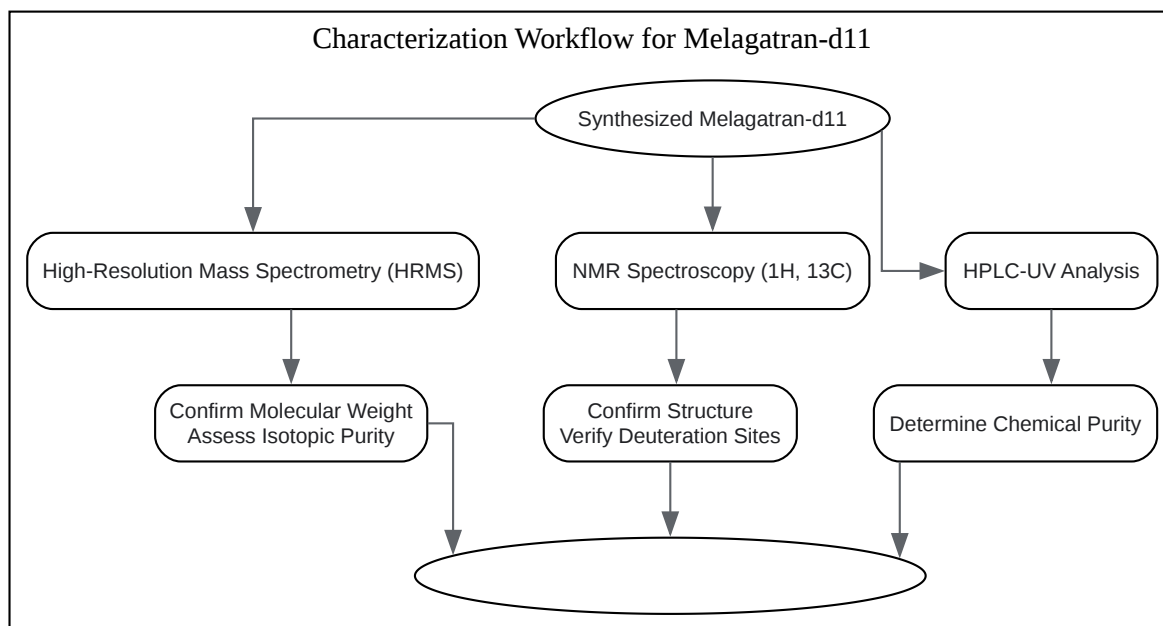 Characterization Workflow for Melagatran-d11
Synthesized Melagatran-d11
High-Resolution Mass Spectrometry (HRMS)
NMR Spectroscopy (1H, 13C)
HPLC-UV Analysis
Confirm Molecular Weight
Assess Isotopic Purity
Confirm Structure
Verify Deuteration Sites
Determine Chemical Purity